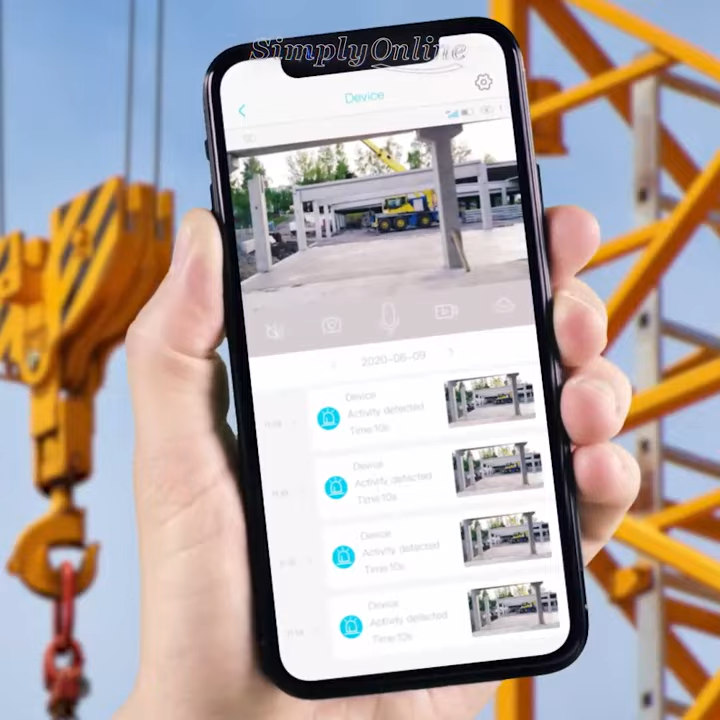 SimplyOnline
Device
2020-06-09
Device
Activity detected
Time:10s
Device
Activity detected
Time:10s
Device
Activity detected
Time:10s
Device
Activity detected
Time:10s